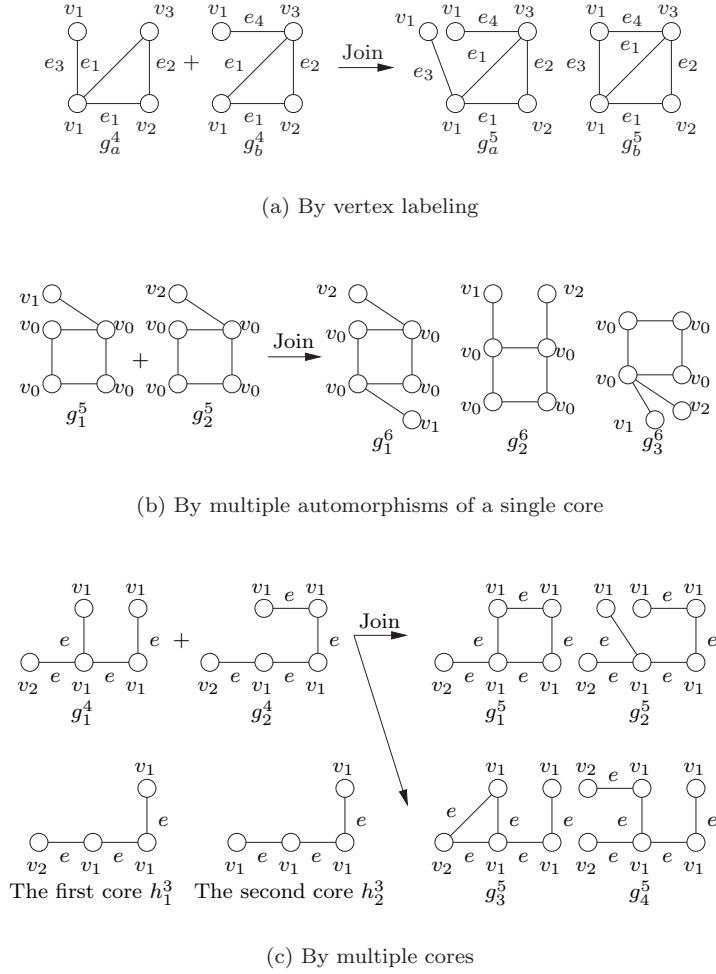 v₁ v₃ v₁ e₄ v₃ v₁ v₁ e₄ v₃ v₁ e₄ v₃
e₃ e₁ e₂ + e₁ e₂ Join e₃ e₁ e₂ e₃ e₁ e₂
v₁ e₁ v₂ v₁ e₁ v₂ v₁ e₁ v₂ v₁ e₁ v₂
g⁴ₐ g⁴_b g⁵ₐ g⁵_b
(a) By vertex labeling
v₁ v₂ v₂ v₁ v₂
v₀ v₀ v₀ v₀ v₀ v₀ v₀ v₀
+ Join v₀ v₀
v₀ v₀ v₀ v₀ v₀ v₀ v₀ v₀
v₀ v₀ v₁ v₁ v₂
g⁵₁ g⁵₂ g⁶₁ g⁶₂ g⁶₃
(b) By multiple automorphisms of a single core
v₁ v₁ v₁ e v₁ v₁ e v₁ v₁ v₁ e v₁
e e + e Join e e e e
v₂ e v₁ e v₁ v₂ e v₁ e v₁ v₂ e v₁ e v₁ v₂ e v₁ e v₁
g⁴₁ g⁴₂ g⁵₁ g⁵₂
v₁ v₁ v₁ v₁ v₂ e v₁ v₁
e e e e e e
v₂ e v₁ e v₁ v₁ e v₁ e v₁ v₂ e v₁ e v₁ v₂ e v₁ e v₁
The first core h³₁ The second core h³₂ g⁵₃ g⁵₄
(c) By multiple cores